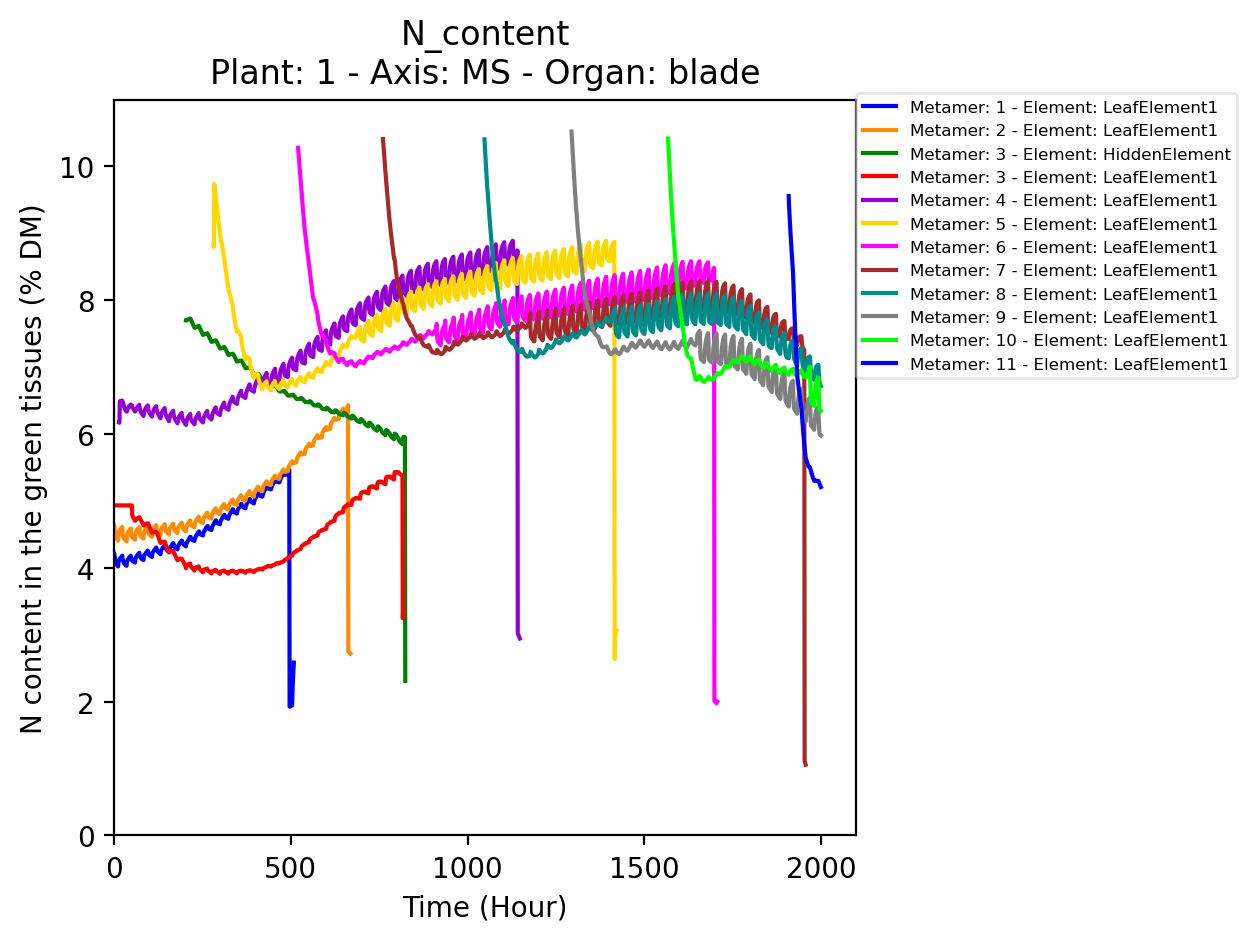 N_content
Plant: 1 - Axis: MS - Organ: blade
N content in the green tissues (% DM)
10
8
6
4
2
0
0 500 1000 1500 2000
Time (Hour)
Metamer: 1 - Element: LeafElement1
Metamer: 2 - Element: LeafElement1
Metamer: 3 - Element: HiddenElement
Metamer: 3 - Element: LeafElement1
Metamer: 4 - Element: LeafElement1
Metamer: 5 - Element: LeafElement1
Metamer: 6 - Element: LeafElement1
Metamer: 7 - Element: LeafElement1
Metamer: 8 - Element: LeafElement1
Metamer: 9 - Element: LeafElement1
Metamer: 10 - Element: LeafElement1
Metamer: 11 - Element: LeafElement1